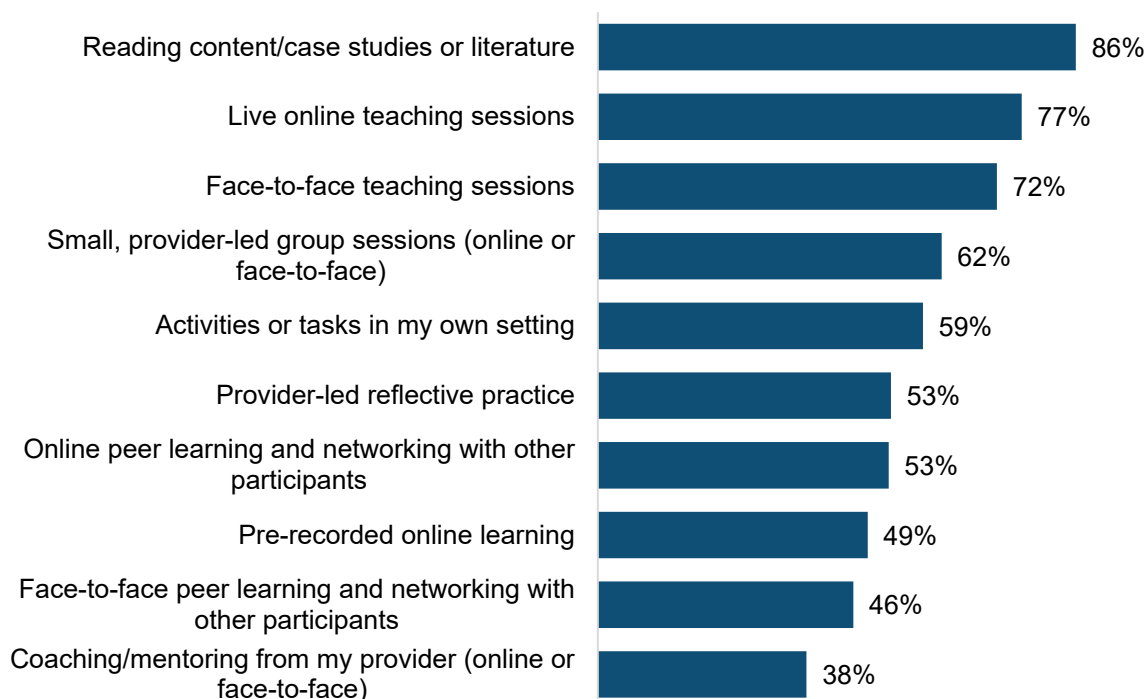 Reading content/case studies or literature
86%
Live online teaching sessions
77%
Face-to-face teaching sessions
72%
Small, provider-led group sessions (online or
face-to-face)
62%
Activities or tasks in my own setting
59%
Provider-led reflective practice
53%
Online peer learning and networking with other
participants
53%
Pre-recorded online learning
49%
Face-to-face peer learning and networking with
other participants
46%
Coaching/mentoring from my provider (online or
face-to-face)
38%